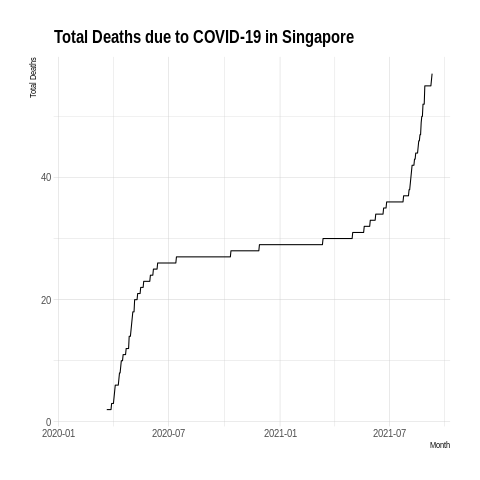 Total Deaths due to COVID-19 in Singapore
Total Deaths
40
20
0
2020-01 2020-07 2021-01 2021-07
Month